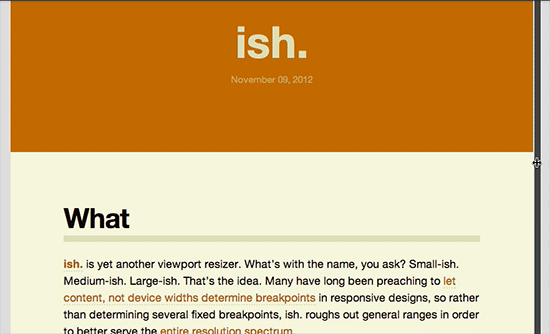 ish.
November 09, 2012
What
ish. is yet another viewport resizer. What's with the name, you ask? Small-ish.
Medium-ish. Large-ish. That's the idea. Many have long been preaching to let
content, not device widths determine breakpoints in responsive designs, so rather
than determining several fixed breakpoints, ish. roughs out general ranges in order
to better serve the entire resolution spectrum.